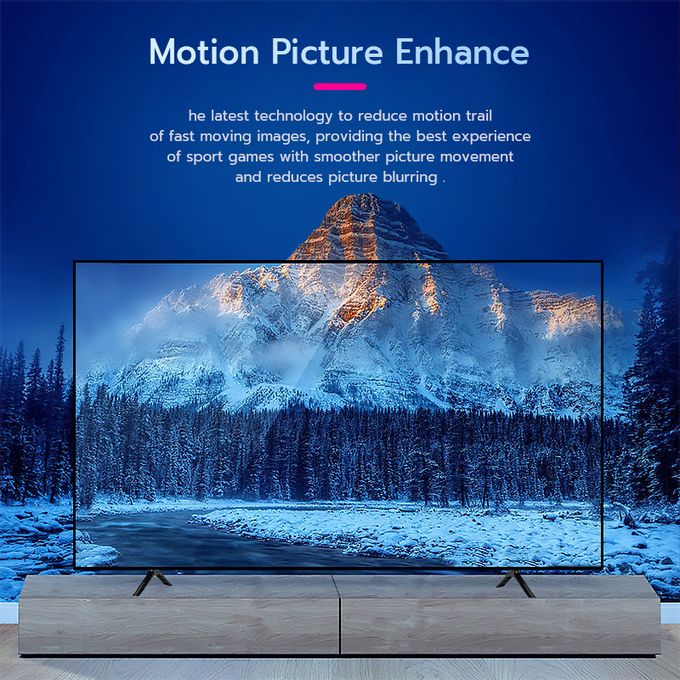 Motion Picture Enhance
he latest technology to reduce motion trail
of fast moving images, providing the best experience
of sport games with smoother picture movement
and reduces picture blurring .